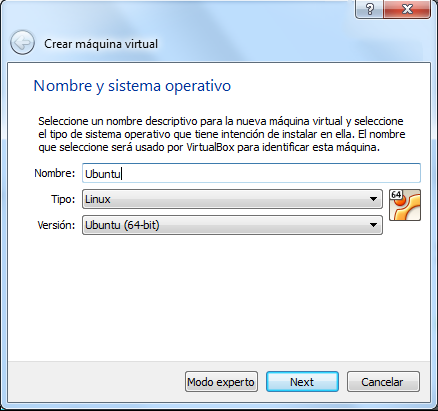 Crear máquina virtual
Nombre y sistema operativo
Seleccione un nombre descriptivo para la nueva máquina virtual y seleccione
el tipo de sistema operativo que tiene intención de instalar en ella. El nombre
que seleccione será usado por VirtualBox para identificar esta máquina.
Nombre: Ubuntu
Tipo: Linux
64
Versión: Ubuntu (64-bit)
Modo experto Next Cancelar